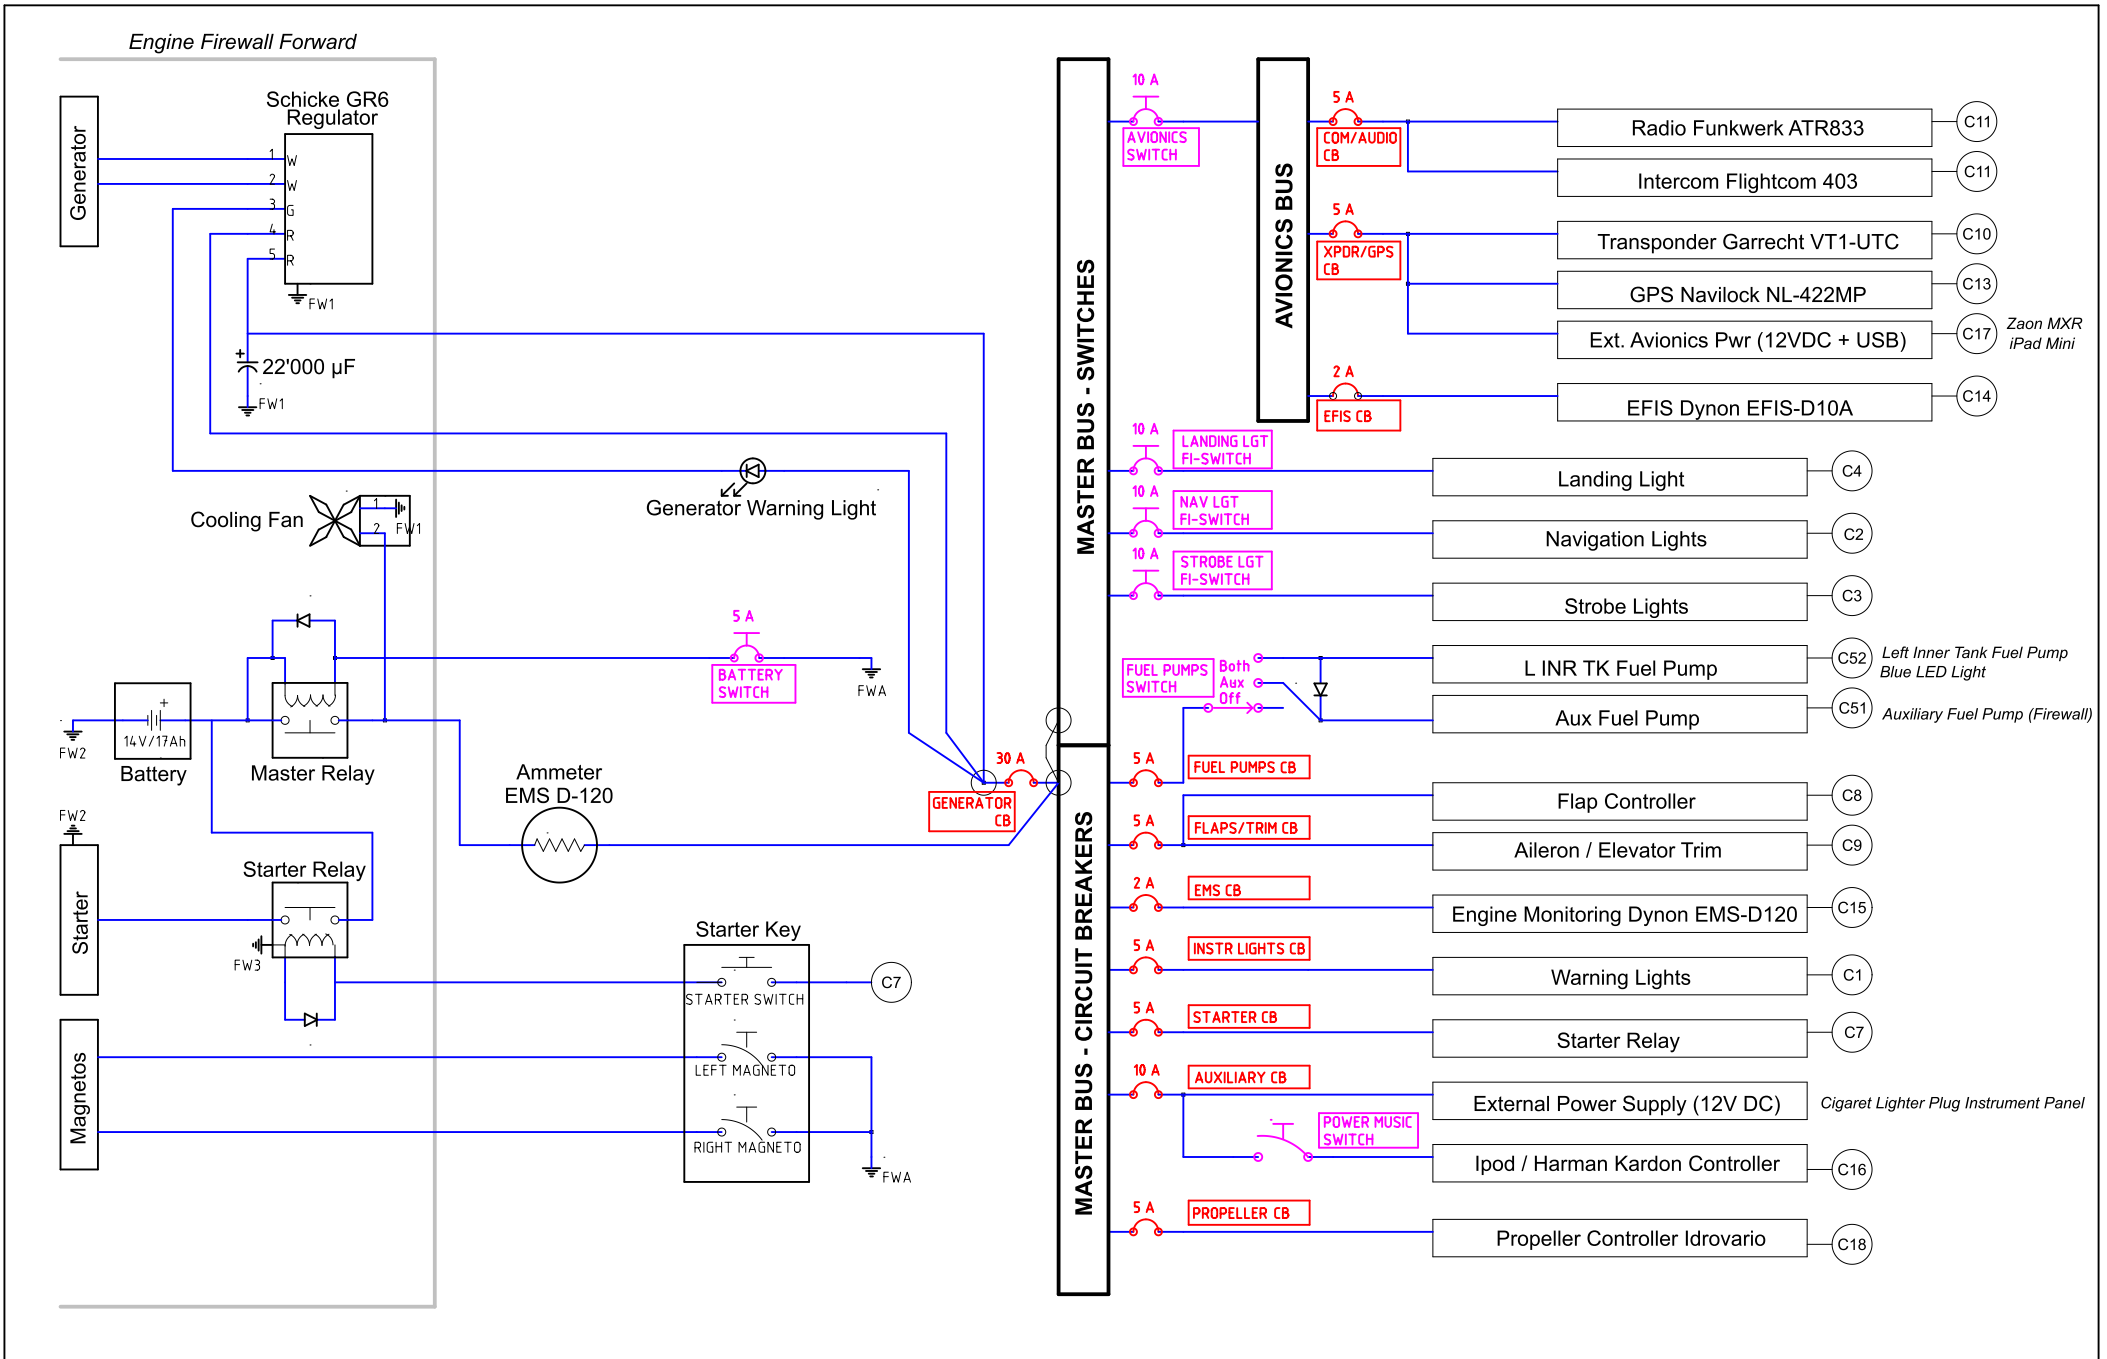 Engine Firewall Forward
Generator
Schicke GR6
Regulator
1 W
2 W
3 G
4 R
5 R
FW1
+
22'000 µF
FW1
Cooling Fan
1
2
FW1
Generator Warning Light
5 A
BATTERY
SWITCH
FWA
+
14V/17Ah
FW2
Battery
Master Relay
Ammeter
EMS D-120
30 A
GENERATOR
CB
FW2
Starter
Starter Relay
FW3
Starter Key
STARTER SWITCH
C7
LEFT MAGNETO
RIGHT MAGNETO
FWA
Magnetos
MASTER BUS - SWITCHES
MASTER BUS - CIRCUIT BREAKERS
10 A
AVIONICS
SWITCH
AVIONICS BUS
5 A
COM/AUDIO
CB
Radio Funkwerk ATR833
C11
Intercom Flightcom 403
C11
5 A
XPDR/GPS
CB
Transponder Garrecht VT1-UTC
C10
GPS Navilock NL-422MP
C13
Ext. Avionics Pwr (12VDC + USB)
C17
Zaon MXR
iPad Mini
2 A
EFIS CB
EFIS Dynon EFIS-D10A
C14
10 A
LANDING LGT
FI-SWITCH
Landing Light
C4
10 A
NAV LGT
FI-SWITCH
Navigation Lights
C2
10 A
STROBE LGT
FI-SWITCH
Strobe Lights
C3
FUEL PUMPS
SWITCH
Both
Aux
Off
L INR TK Fuel Pump
C52
Left Inner Tank Fuel Pump
Blue LED Light
Aux Fuel Pump
C51
Auxiliary Fuel Pump (Firewall)
5 A
FUEL PUMPS CB
Flap Controller
C8
5 A
FLAPS/TRIM CB
Aileron / Elevator Trim
C9
2 A
EMS CB
Engine Monitoring Dynon EMS-D120
C15
5 A
INSTR LIGHTS CB
Warning Lights
C1
5 A
STARTER CB
Starter Relay
C7
10 A
AUXILIARY CB
External Power Supply (12V DC)
Cigaret Lighter Plug Instrument Panel
POWER MUSIC
SWITCH
Ipod / Harman Kardon Controller
C16
5 A
PROPELLER CB
Propeller Controller Idrovario
C18